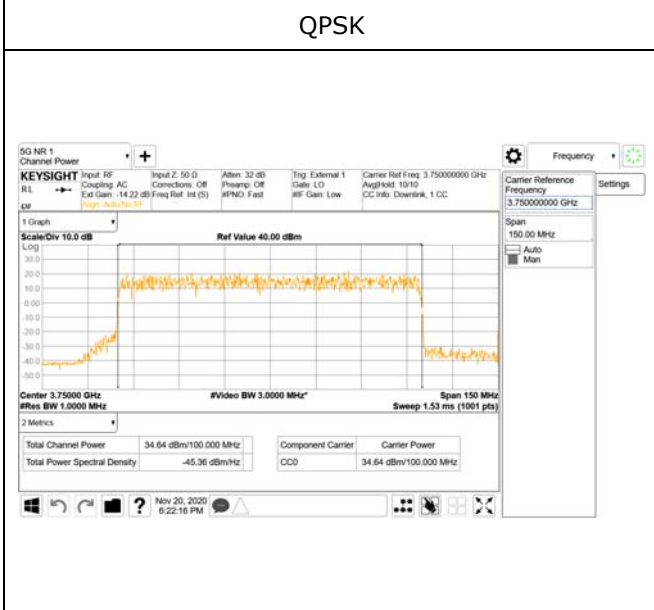 QPSK
5G NR 1
Channel Power
+
Frequency
KEYSIGHT
RL
Input: RF
Coupling: AC
Ext Gain: -14.22 dB
Align: Auto/No RF
Input Z: 50 Ω
Corrections: Off
Freq Ref: Int (S)
Atten: 32 dB
Preamp: Off
#PNO: Fast
Trig: External 1
Gate: LO
#IF Gain: Low
Carrier Ref Freq: 3.750000000 GHz
Avg|Hold: 10/10
CC Info: Downlink, 1 CC
Carrier Reference
Frequency
3.750000000 GHz
Settings
Span
150.00 MHz
Auto
Man
1 Graph
Scale/Div 10.0 dB
Ref Value 40.00 dBm
Log
30.0
20.0
10.0
0.00
-10.0
-20.0
-30.0
-40.0
-50.0
Center 3.75000 GHz
#Video BW 3.0000 MHz*
Span 150 MHz
#Res BW 1.0000 MHz
Sweep 1.53 ms (1001 pts)
2 Metrics
Total Channel Power 34.64 dBm/100.000 MHz
Total Power Spectral Density -45.36 dBm/Hz
Component Carrier Carrier Power
CC0 34.64 dBm/100.000 MHz
?
Nov 20, 2020
6:22:16 PM